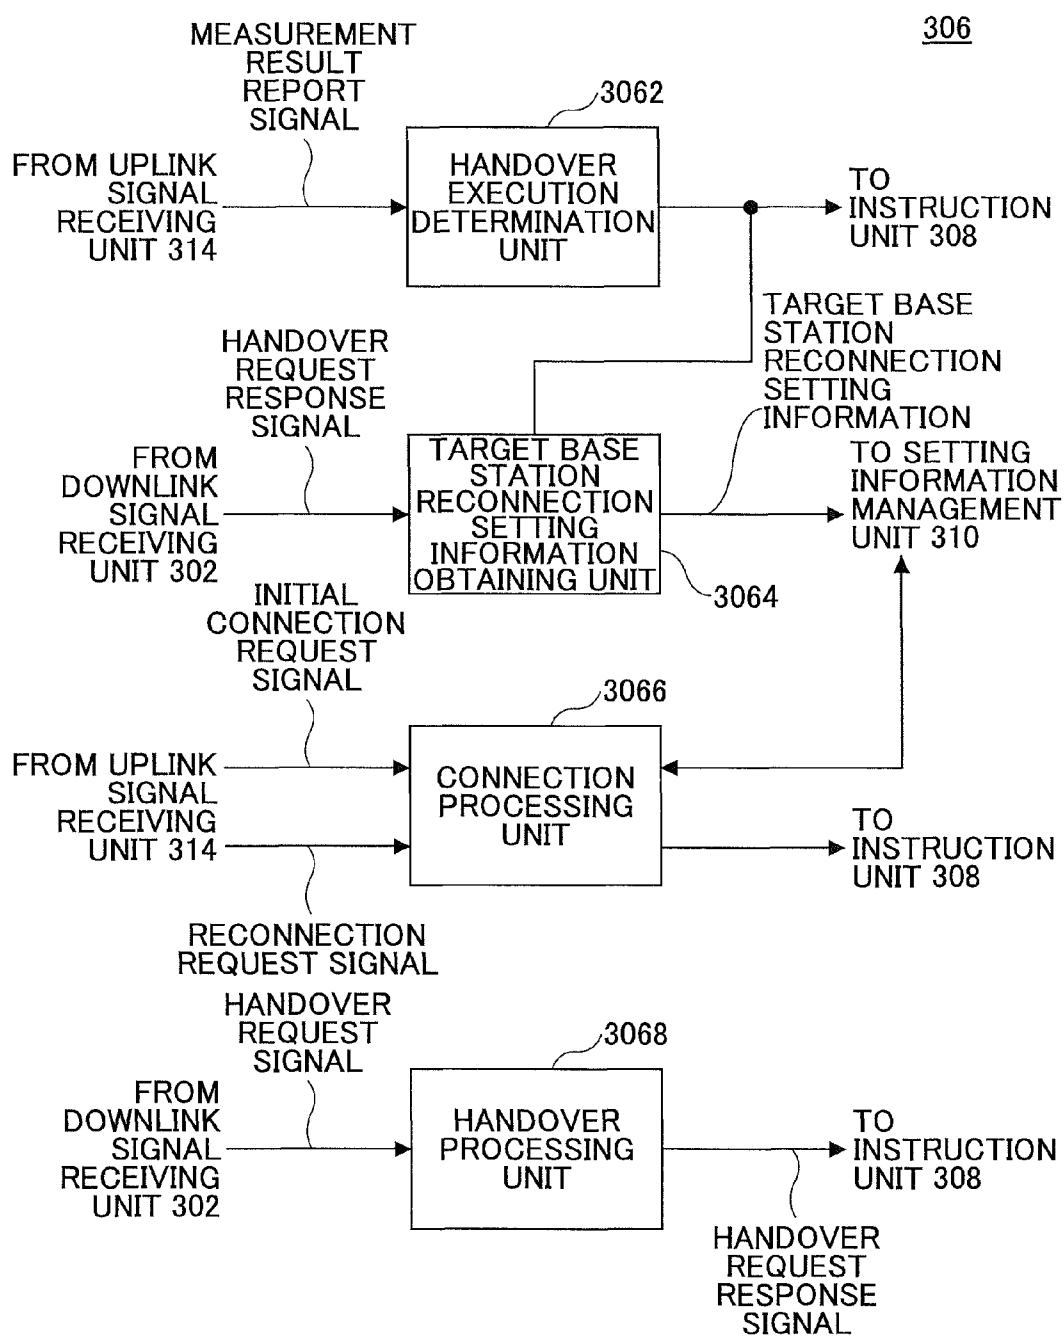 306
MEASUREMENT
RESULT
REPORT
SIGNAL
3062
FROM UPLINK
SIGNAL
RECEIVING
UNIT 314
HANDOVER
EXECUTION
DETERMINATION
UNIT
TO
INSTRUCTION
UNIT 308
TARGET BASE
STATION
RECONNECTION
SETTING
INFORMATION
HANDOVER
REQUEST
RESPONSE
SIGNAL
FROM
DOWNLINK
SIGNAL
RECEIVING
UNIT 302
TARGET BASE
STATION
RECONNECTION
SETTING
INFORMATION
OBTAINING UNIT
TO SETTING
INFORMATION
MANAGEMENT
UNIT 310
3064
INITIAL
CONNECTION
REQUEST
SIGNAL
3066
FROM UPLINK
SIGNAL
RECEIVING
UNIT 314
CONNECTION
PROCESSING
UNIT
TO
INSTRUCTION
UNIT 308
RECONNECTION
REQUEST SIGNAL
HANDOVER
REQUEST
SIGNAL
3068
FROM
DOWNLINK
SIGNAL
RECEIVING
UNIT 302
HANDOVER
PROCESSING
UNIT
TO
INSTRUCTION
UNIT 308
HANDOVER
REQUEST
RESPONSE
SIGNAL